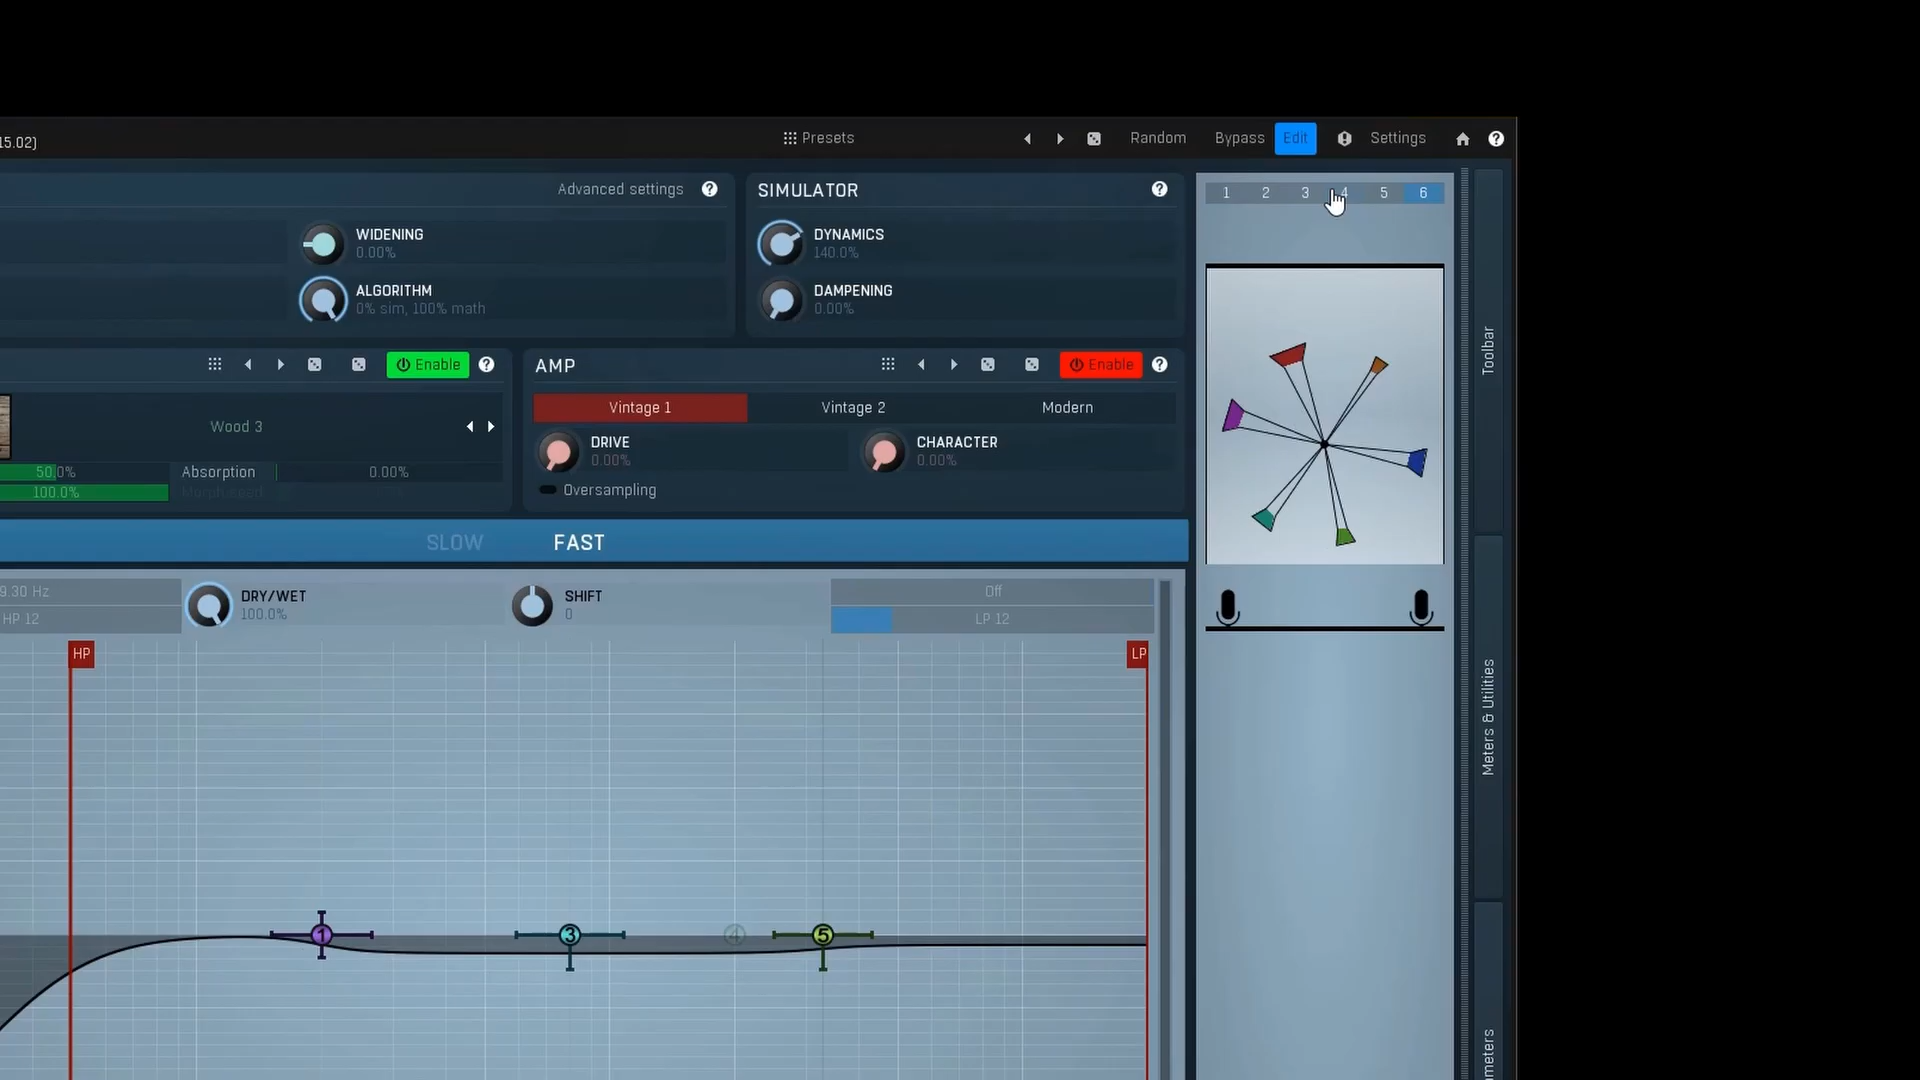 15.02)
Presets
Random
Bypass
Edit
Settings
?
Advanced settings
?
SIMULATOR
?
1 2 3 4 5 6
WIDENING
0.00%
DYNAMICS
140.0%
ALGORITHM
0% sim, 100% math
DAMPENING
0.00%
Toolbar
Enable
?
AMP
Enable
?
Vintage 1
Vintage 2
Modern
Wood 3
DRIVE
0.00%
CHARACTER
0.00%
50.0%
Absorption
0.00%
100.0%
Oversampling
SLOW
FAST
9.30 Hz
HP 12
DRY/WET
100.0%
SHIFT
0
Off
LP 12
HP
LP
Meters & Utilities
1
3
4
5
meters